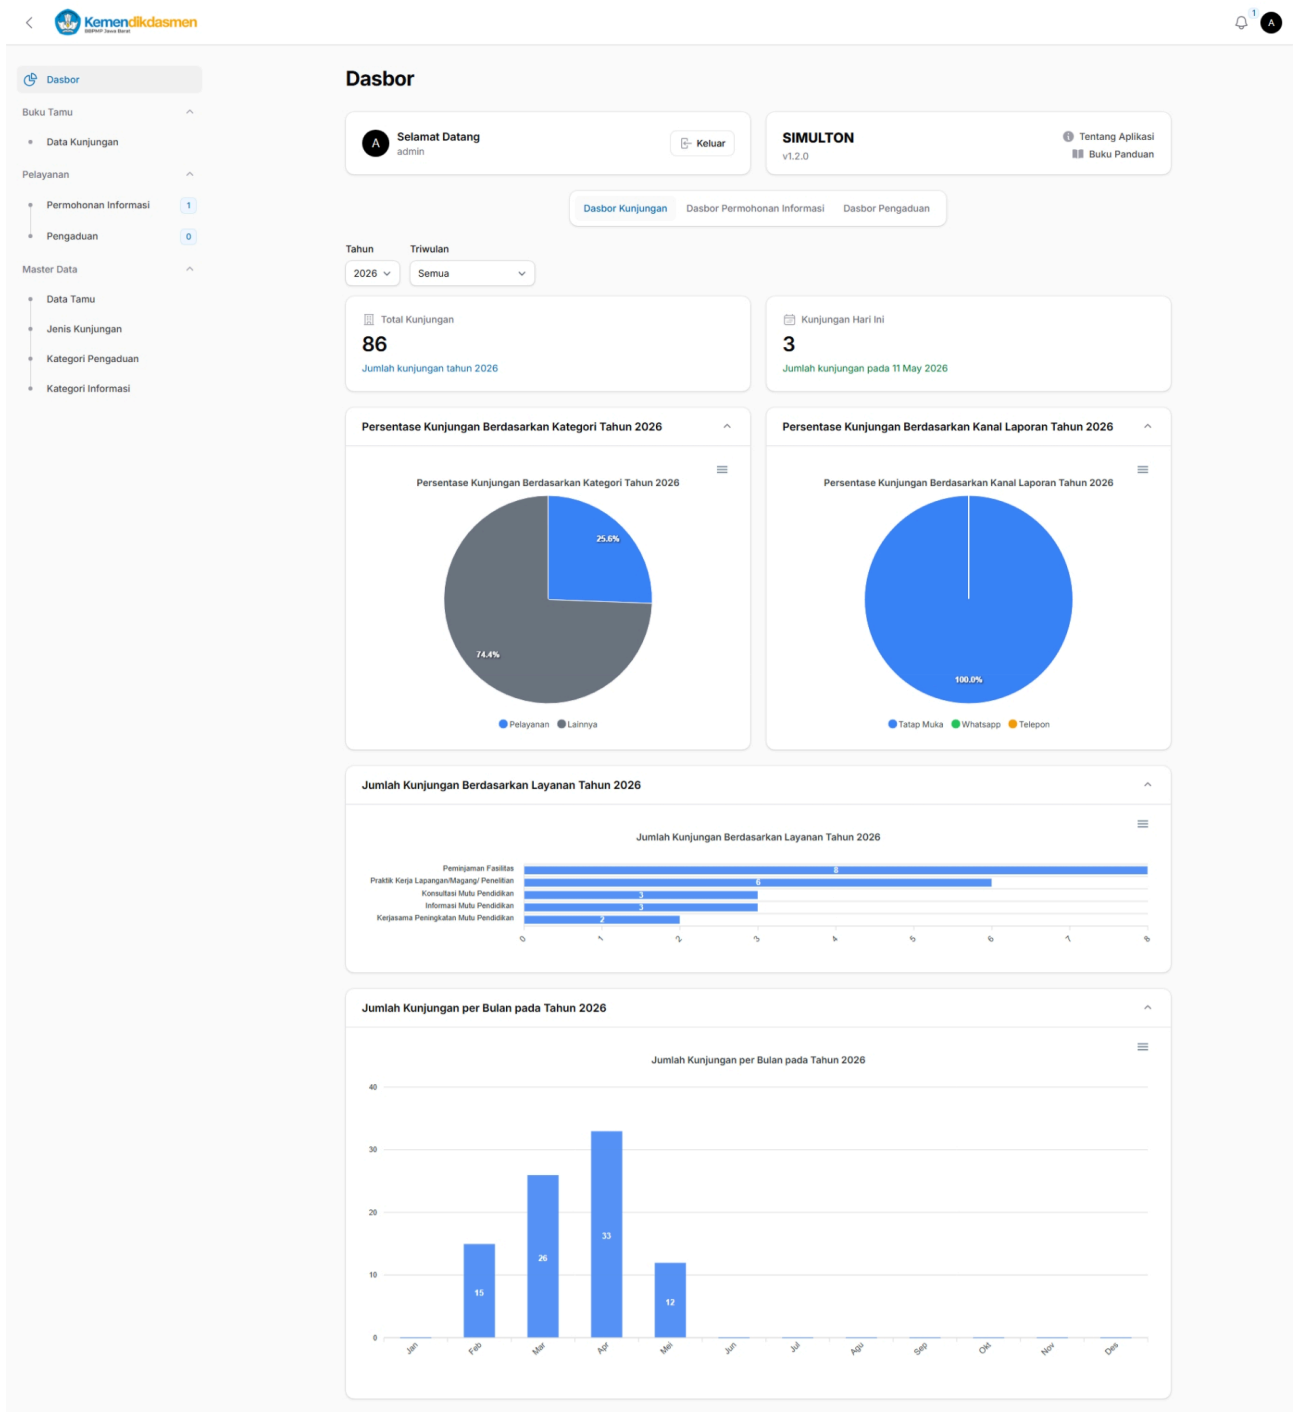 Kemendikdasmen
BBPMP Jawa Barat
1
A
Dasbor
Buku Tamu
Data Kunjungan
Pelayanan
Permohonan Informasi 1
Pengaduan 0
Master Data
Data Tamu
Jenis Kunjungan
Kategori Pengaduan
Kategori Informasi
Dasbor
A
Selamat Datang
admin
Keluar
SIMULTON
v1.2.0
Tentang Aplikasi
Buku Panduan
Dasbor Kunjungan Dasbor Permohonan Informasi Dasbor Pengaduan
Tahun Triwulan
2026 Semua
Total Kunjungan
86
Jumlah kunjungan tahun 2026
Kunjungan Hari Ini
3
Jumlah kunjungan pada 11 May 2026
Persentase Kunjungan Berdasarkan Kategori Tahun 2026
Persentase Kunjungan Berdasarkan Kategori Tahun 2026
25.6%
74.4%
Pelayanan Lainnya
Persentase Kunjungan Berdasarkan Kanal Laporan Tahun 2026
Persentase Kunjungan Berdasarkan Kanal Laporan Tahun 2026
100.0%
Tatap Muka Whatsapp Telepon
Jumlah Kunjungan Berdasarkan Layanan Tahun 2026
Jumlah Kunjungan Berdasarkan Layanan Tahun 2026
Peminjaman Fasilitas 8
Praktik Kerja Lapangan/Magang/ Penelitian 6
Konsultasi Mutu Pendidikan 3
Informasi Mutu Pendidikan 3
Kerjasama Peningkatan Mutu Pendidikan 2
0 1 2 3 4 5 6 7 8
Jumlah Kunjungan per Bulan pada Tahun 2026
Jumlah Kunjungan per Bulan pada Tahun 2026
40
30
20
10
0
15 26 33 12
Jan Feb Mar Apr Mei Jun Jul Agu Sep Okt Nov Des